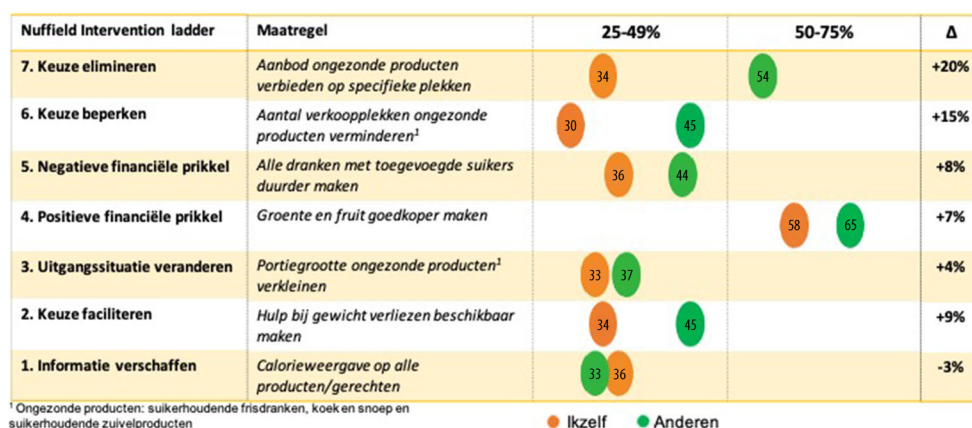 Nuffield Intervention ladder Maatregel 25-49% 50-75% Δ
7. Keuze elimineren Aanbod ongezonde producten 34 54 +20%
verbieden op specifieke plekken
6. Keuze beperken Aantal verkoopplekken ongezonde 30 45 +15%
producten verminderen¹
5. Negatieve financiële prikkel Alle dranken met toegevoegde suikers 36 44 +8%
duurder maken
4. Positieve financiële prikkel Groente en fruit goedkoper maken 58 65 +7%
3. Uitgangssituatie veranderen Portiegrootte ongezonde producten¹ 33 37 +4%
verkleinen
2. Keuze faciliteren Hulp bij gewicht verliezen beschikbaar 34 45 +9%
maken
1. Informatie verschaffen Calorieweergave op alle 33 36 -3%
producten/gerechten
¹ Ongezonde producten: suikerhoudende frisdranken, koek en snoep en
suikerhoudende zuivelproducten
Ikzelf Anderen